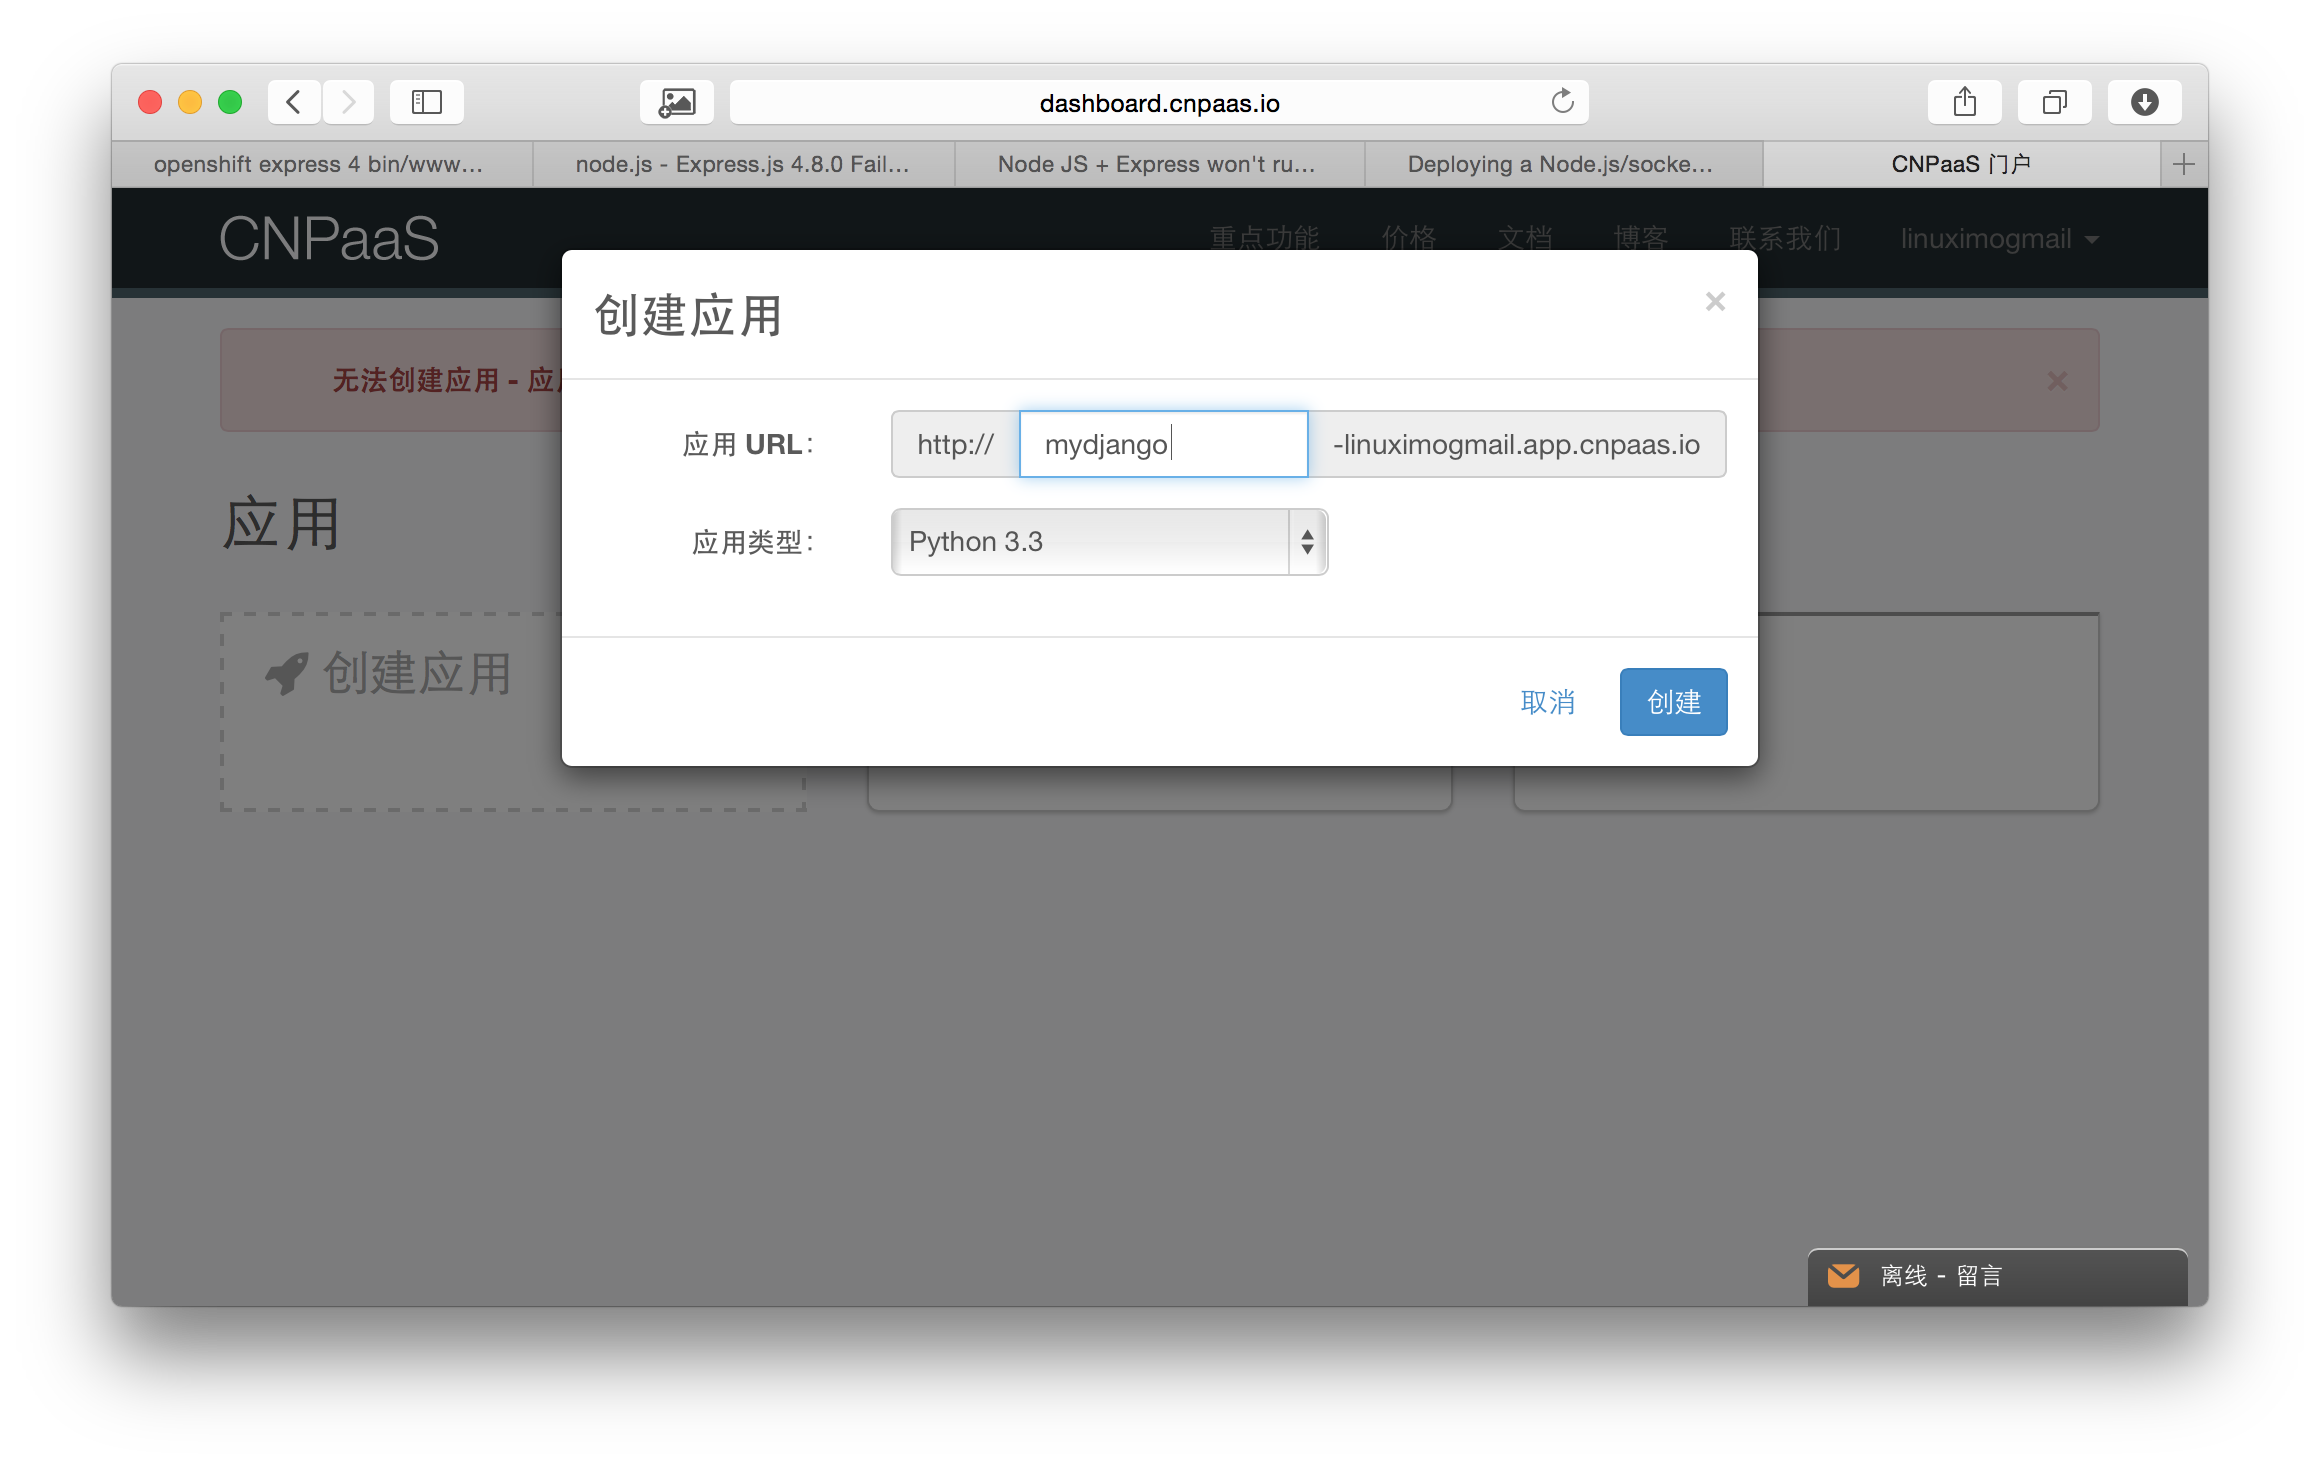 dashboard.cnpaas.io
openshift express 4 bin/www...
node.js - Express.js 4.8.0 Fail...
Node JS + Express won't ru...
Deploying a Node.js/socke...
CNPaaS 门户
CNPaaS
重点功能 价格 文档 博客 联系我们 linuximogmail
创建应用
无法创建应用 - 应
应用 URL：
http:// mydjango -linuximogmail.app.cnpaas.io
应用
应用类型：
Python 3.3
创建应用
取消 创建
离线 - 留言